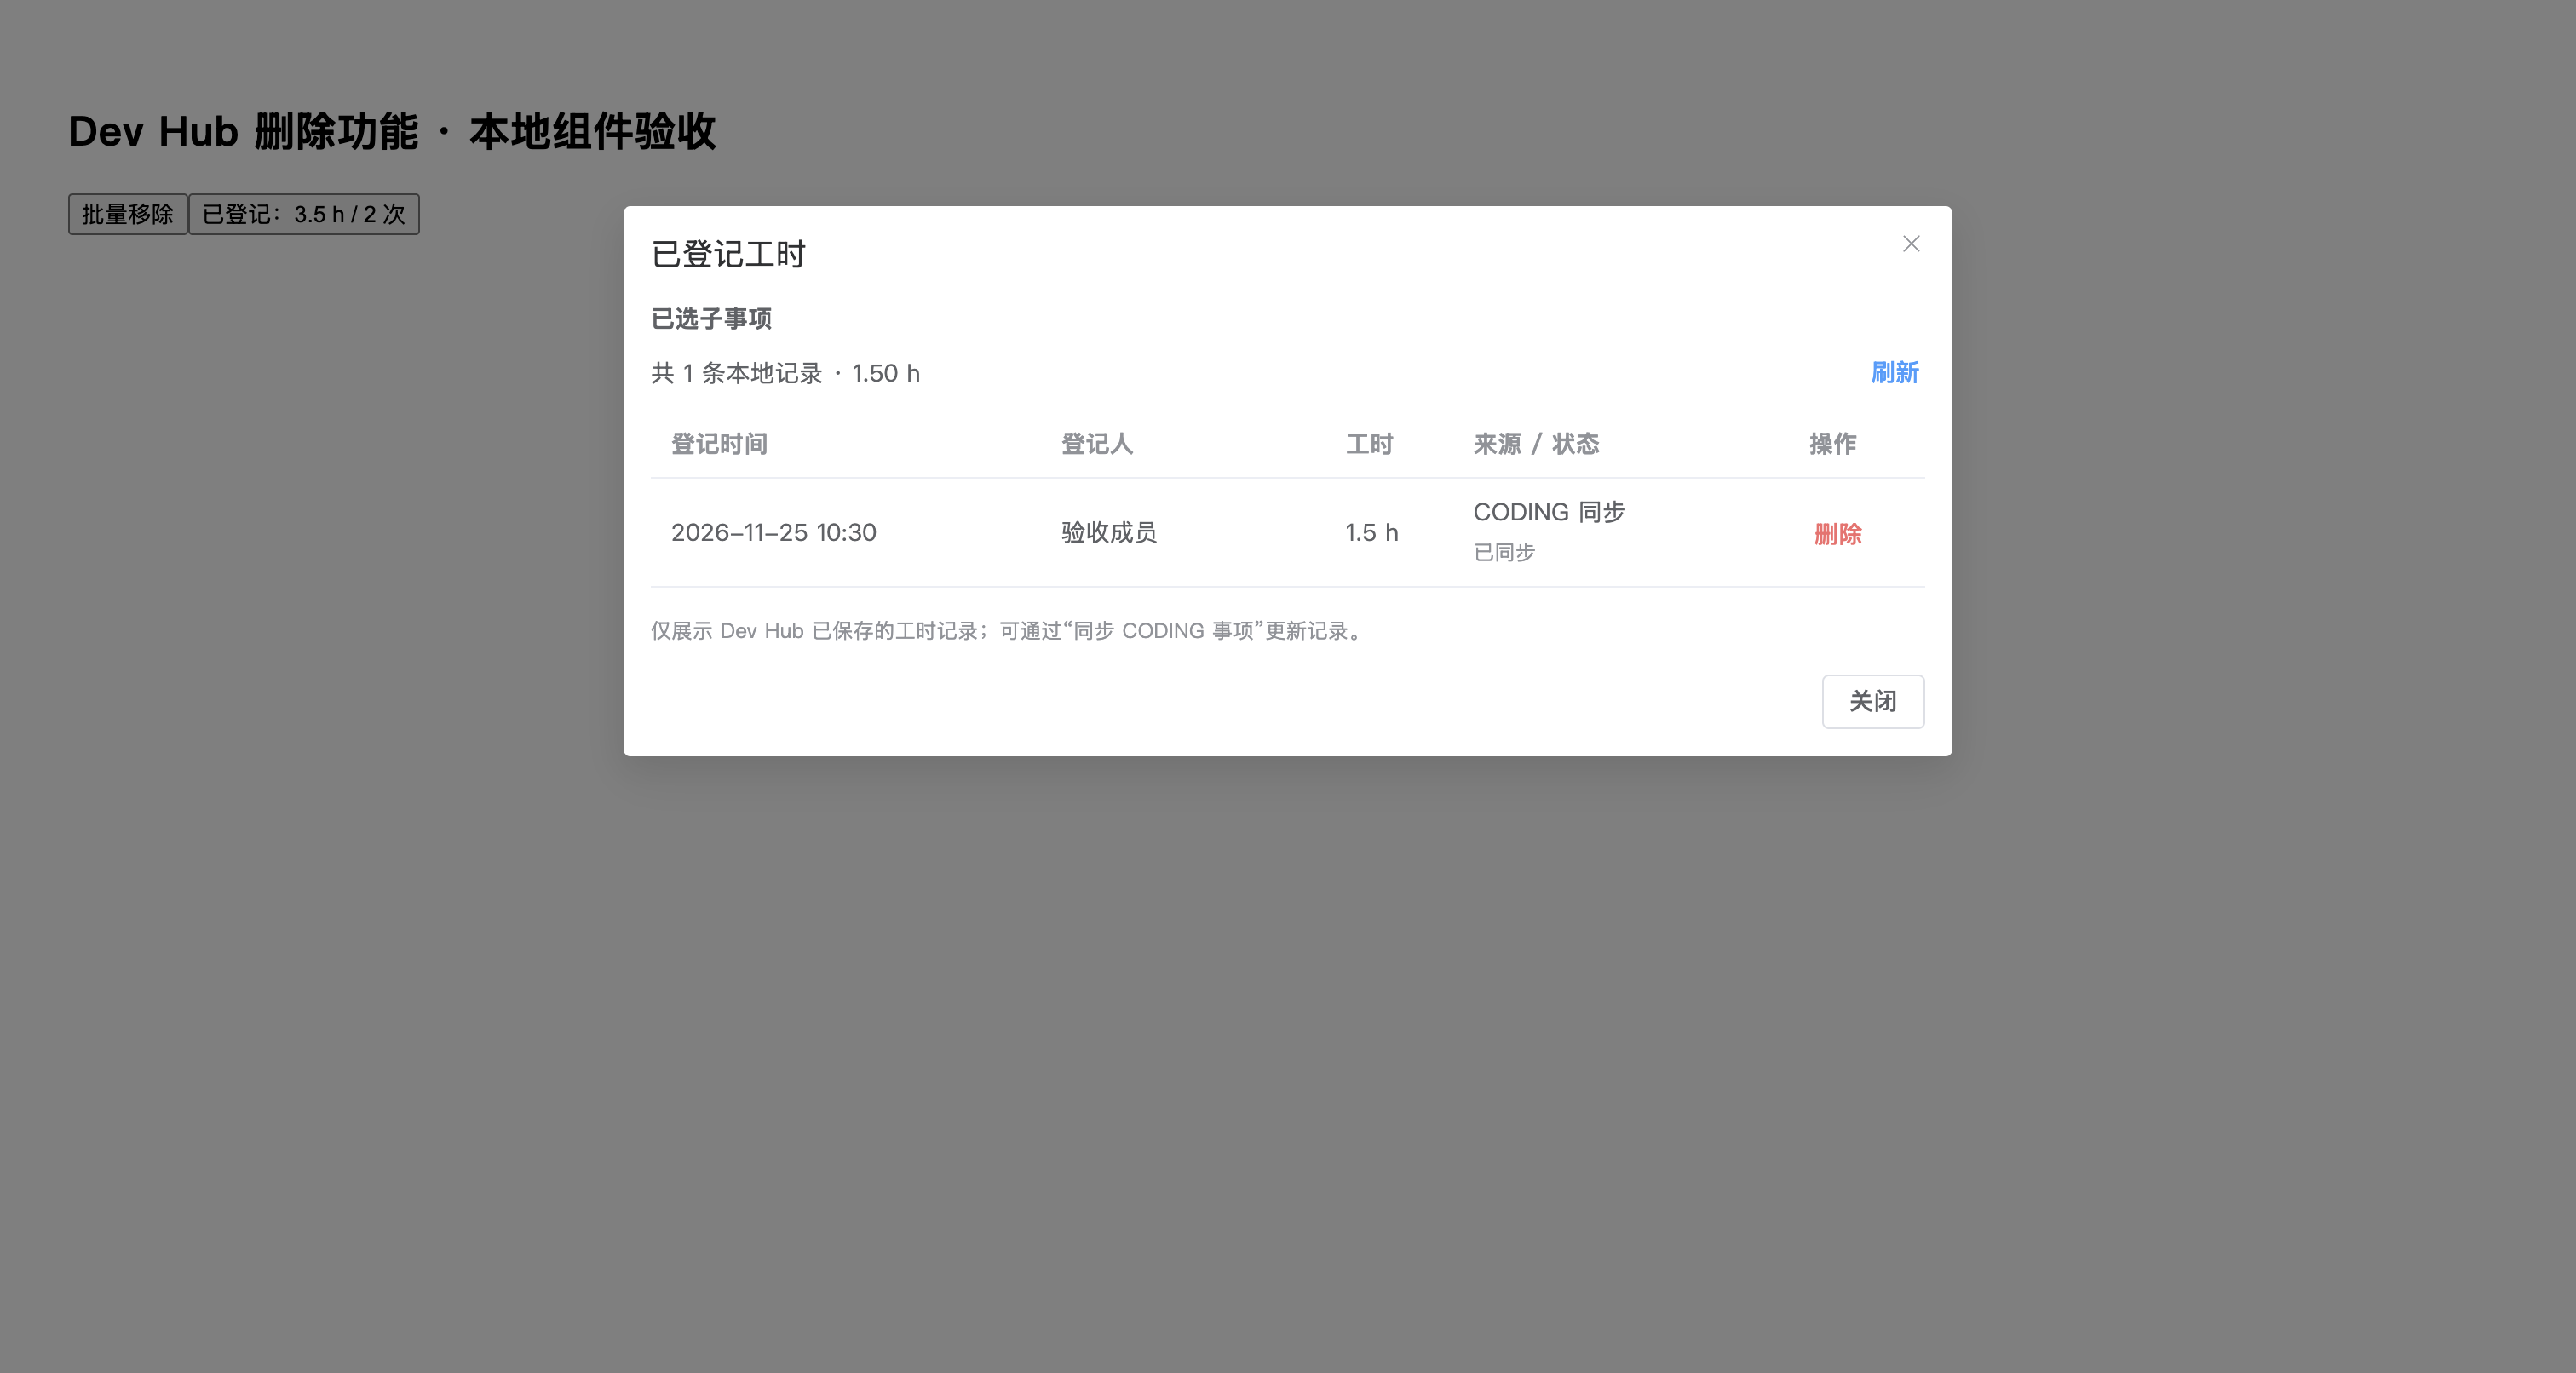 Dev Hub 删除功能 · 本地组件验收
批量移除 已登记：3.5 h / 2 次
已登记工时
已选子事项
共 1 条本地记录 · 1.50 h 刷新
登记时间 登记人 工时 来源 / 状态 操作
2026-11-25 10:30 验收成员 1.5 h CODING 同步 删除
已同步
仅展示 Dev Hub 已保存的工时记录；可通过“同步 CODING 事项”更新记录。
关闭